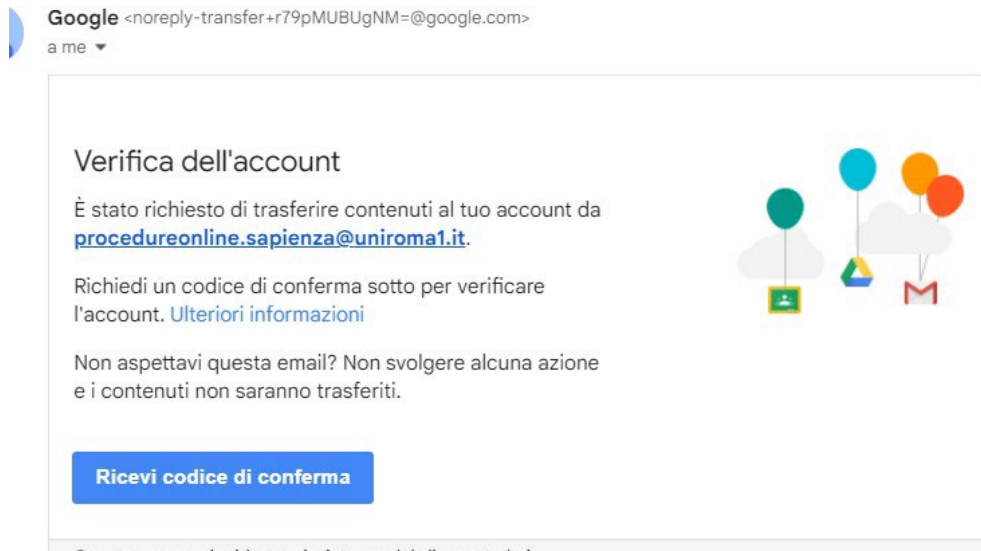 Google <noreply-transfer+r79pMUBUgNM=@google.com>
a me
Verifica dell'account
È stato richiesto di trasferire contenuti al tuo account da
procedureonline.sapienza@uniroma1.it.
Richiedi un codice di conferma sotto per verificare
l'account. Ulteriori informazioni
Non aspettavi questa email? Non svolgere alcuna azione
e i contenuti non saranno trasferiti.
Ricevi codice di conferma